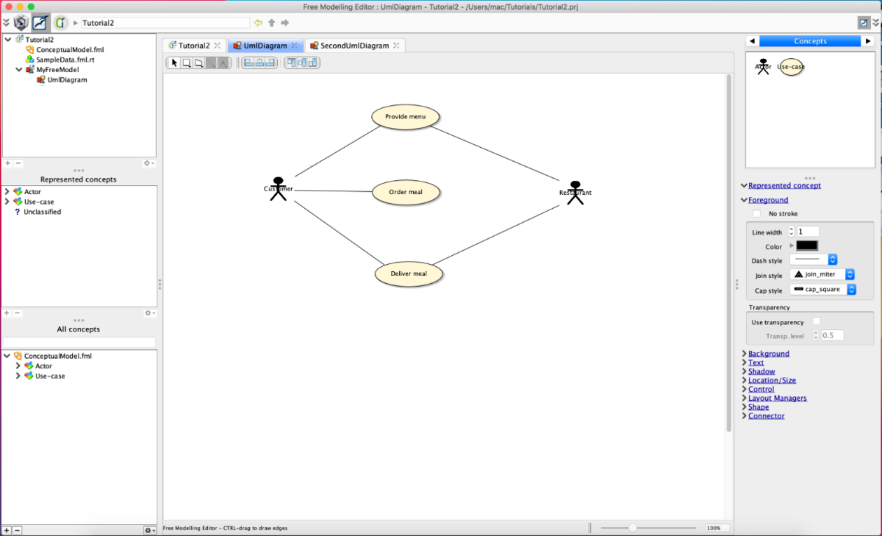 Free Modelling Editor : UmlDiagram - Tutorial2 - /Users/mac/Tutorials/Tutorial2.prj
Tutorial2
Tutorial2
ConceptualModel.fml
SampleData.fml.rt
MyFreeModel
UmlDiagram
Represented concepts
Actor
Use-case
? Unclassified
All concepts
ConceptualModel.fml
Actor
Use-case
Tutorial2
UmlDiagram
SecondUmlDiagram
Provide menu
Customer
Order meal
Restaurant
Deliver meal
Free Modelling Editor - CTRL-drag to draw edges
100%
Concepts
Actor
Use-case
Represented concept
Foreground
No stroke
Line width 1
Color
Dash style
Join style join_miter
Cap style cap_square
Transparency
Use transparency
Transp. level 0.5
Background
Text
Shadow
Location/Size
Control
Layout Managers
Shape
Connector